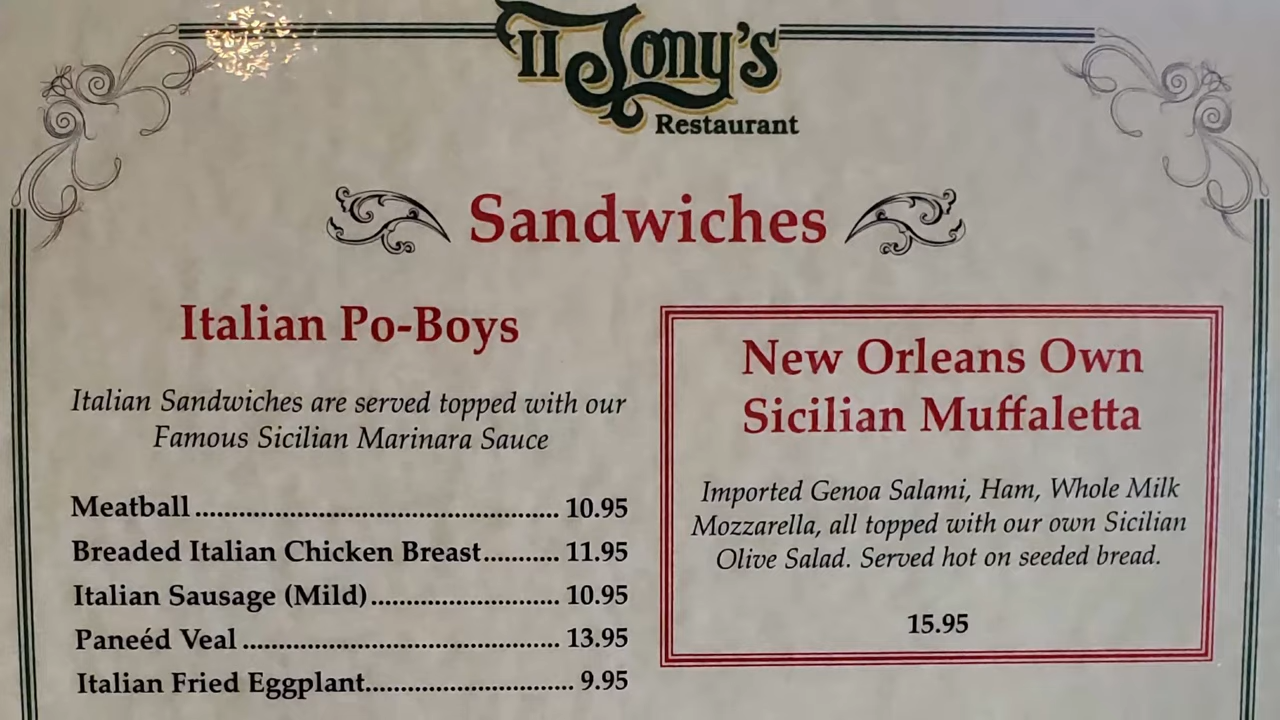 II Tony's
Restaurant
Sandwiches
Italian Po-Boys
Italian Sandwiches are served topped with our
Famous Sicilian Marinara Sauce
Meatball ........................................................ 10.95
Breaded Italian Chicken Breast........... 11.95
Italian Sausage (Mild)............................. 10.95
Paneéd Veal ................................................. 13.95
Italian Fried Eggplant................................ 9.95
New Orleans Own
Sicilian Muffaletta
Imported Genoa Salami, Ham, Whole Milk
Mozzarella, all topped with our own Sicilian
Olive Salad. Served hot on seeded bread.
15.95